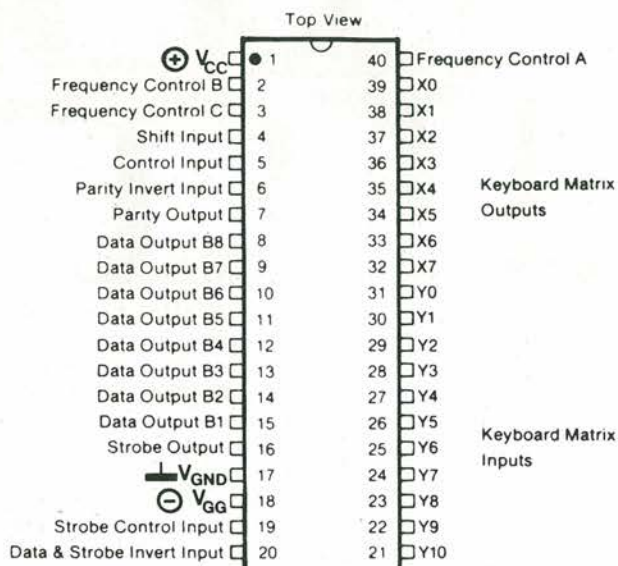 Top View
⊕ VCC 1 40 Frequency Control A
Frequency Control B 2 39 X0
Frequency Control C 3 38 X1
Shift Input 4 37 X2
Control Input 5 36 X3
Parity Invert Input 6 35 X4 Keyboard Matrix
Parity Output 7 34 X5 Outputs
Data Output B8 8 33 X6
Data Output B7 9 32 X7
Data Output B6 10 31 Y0
Data Output B5 11 30 Y1
Data Output B4 12 29 Y2
Data Output B3 13 28 Y3
Data Output B2 14 27 Y4
Data Output B1 15 26 Y5 Keyboard Matrix
Strobe Output 16 25 Y6 Inputs
VGND 17 24 Y7
⊖ VGG 18 23 Y8
Strobe Control Input 19 22 Y9
Data & Strobe Invert Input 20 21 Y10